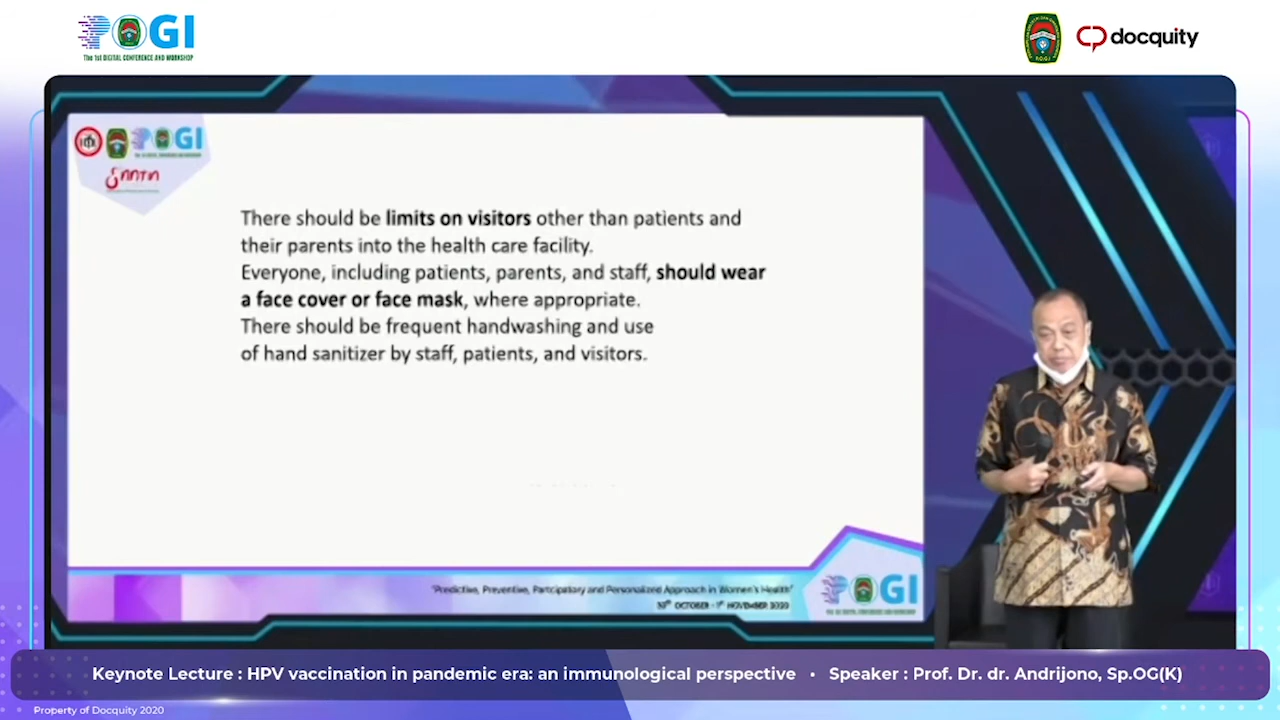 POGI
The 1st DIGITAL CONFERENCE AND WORKSHOP
P.O.G.I
docquity
POGI
There should be limits on visitors other than patients and
their parents into the health care facility.
Everyone, including patients, parents, and staff, should wear
a face cover or face mask, where appropriate.
There should be frequent handwashing and use
of hand sanitizer by staff, patients, and visitors.
"Predictive, Preventive, Participatory and Personalized Approach in Women's Health"
30th OCTOBER - 1st NOVEMBER 2020
POGI
Keynote Lecture : HPV vaccination in pandemic era: an immunological perspective • Speaker : Prof. Dr. dr. Andrijono, Sp.OG(K)
Property of Docquity 2020